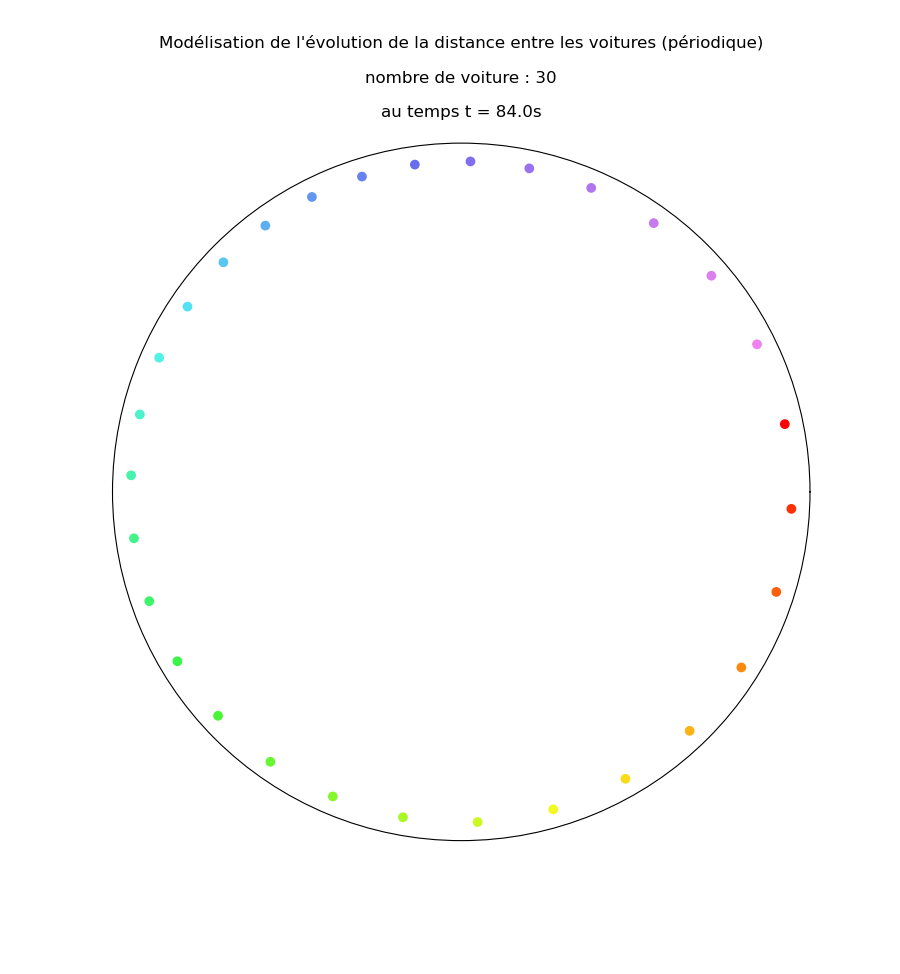 Modélisation de l'évolution de la distance entre les voitures (périodique)
nombre de voiture : 30
au temps t = 84.0s